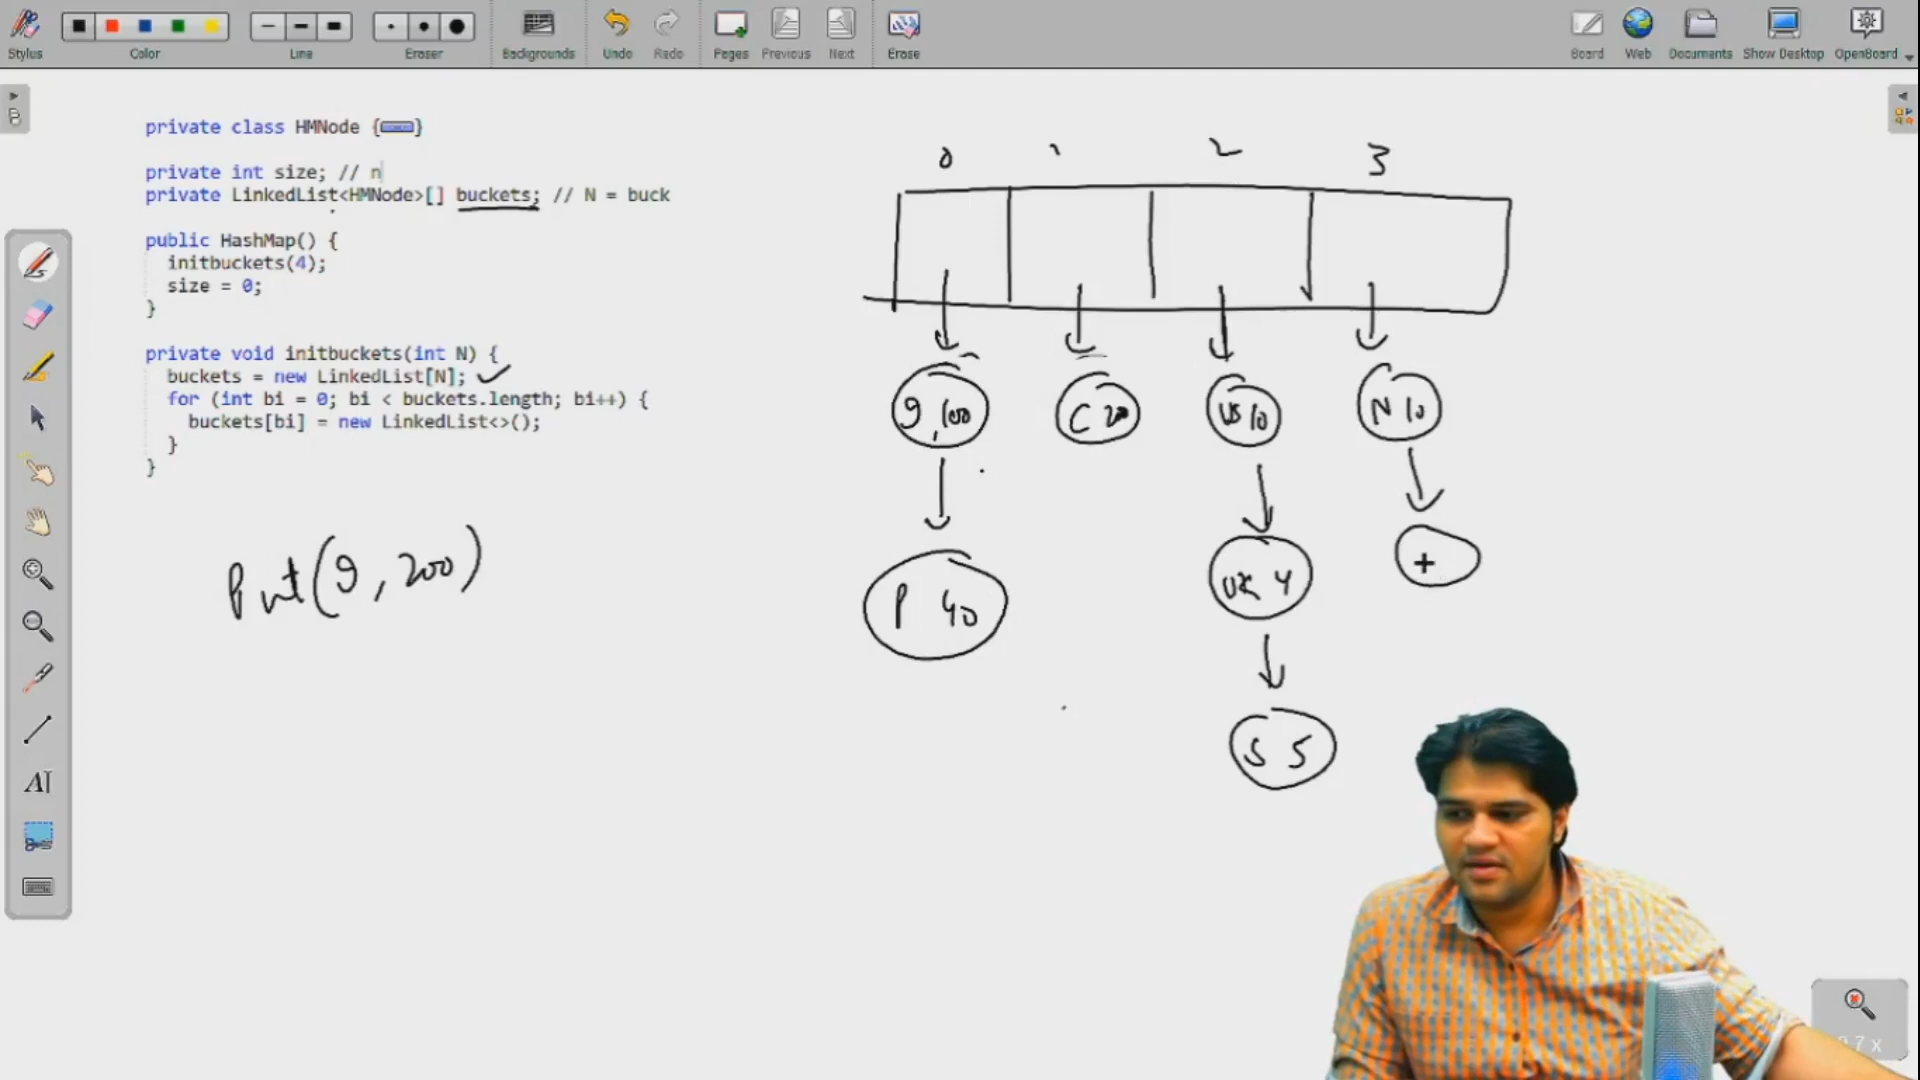 Stylus
Color
Line
Eraser
Backgrounds
Undo
Redo
Pages
Previous
Next
Erase
Board
Web
Documents
Show Desktop
OpenBoard
B
private class HMNode {}
private int size; // n
private LinkedList<HMNode>[] buckets; // N = buck
public HashMap() {
initbuckets(4);
size = 0;
}
private void initbuckets(int N) {
buckets = new LinkedList[N];
for (int bi = 0; bi < buckets.length; bi++) {
buckets[bi] = new LinkedList<>();
}
}
Put(9, 200)
0 1 2 3
9, 100
C 20
US 10
N 10
P 40
UK 4
+
S 5
AI